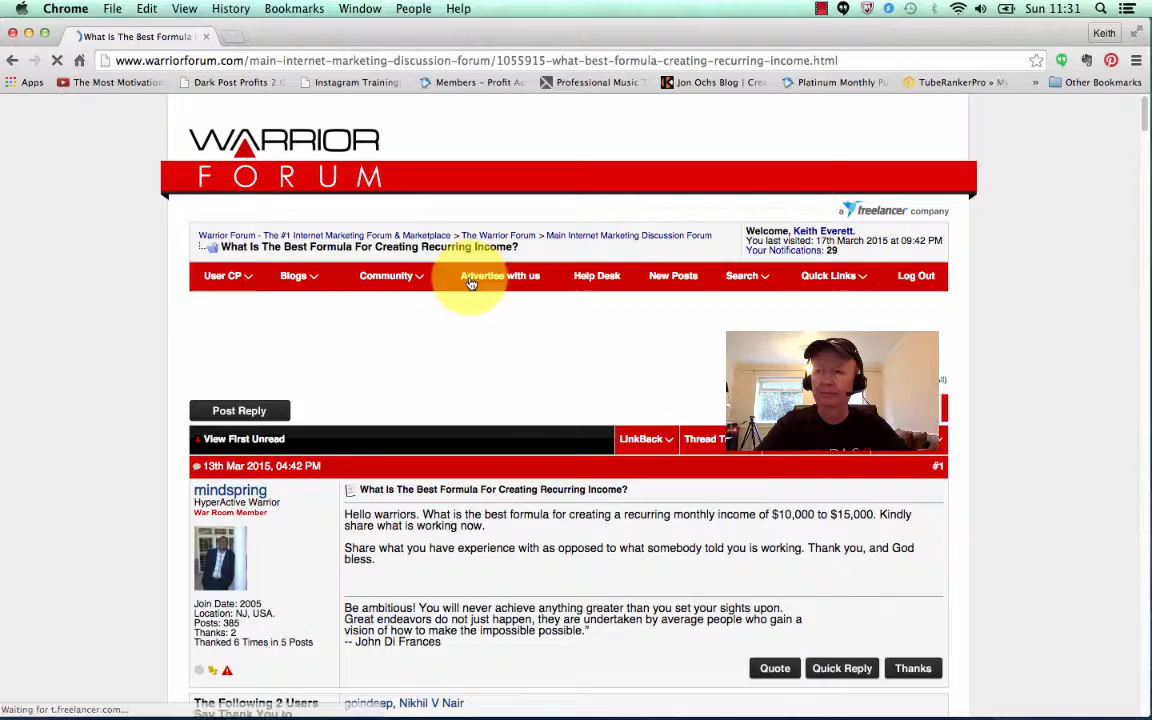 Chrome File Edit View History Bookmarks Window People Help Sun 11:31
What Is The Best Formula Keith
www.warriorforum.com/main-internet-marketing-discussion-forum/1055915-what-best-formula-creating-recurring-income.html
Apps The Most Motivation Dark Post Profits 2.0 Instagram Training Members - Profit Ac Professional Music Jon Ochs Blog | Crea Platinum Monthly Pu TubeRankerPro » » Other Bookmarks
WARRIOR
FORUM
a freelancer company
Warrior Forum - The #1 Internet Marketing Forum & Marketplace > The Warrior Forum > Main Internet Marketing Discussion Forum
What Is The Best Formula For Creating Recurring Income?
Welcome, Keith Everett.
You last visited: 17th March 2015 at 09:42 PM
Your Notifications: 29
User CP Blogs Community Advertise with us Help Desk New Posts Search Quick Links Log Out
Post Reply
View First Unread LinkBack Thread T
13th Mar 2015, 04:42 PM #1
mindspring
HyperActive Warrior
War Room Member
Join Date: 2005
Location: NJ, USA.
Posts: 385
Thanks: 2
Thanked 6 Times in 5 Posts
What Is The Best Formula For Creating Recurring Income?
Hello warriors. What is the best formula for creating a recurring monthly income of $10,000 to $15,000. Kindly
share what is working now.
Share what you have experience with as opposed to what somebody told you is working. Thank you, and God
bless.
Be ambitious! You will never achieve anything greater than you set your sights upon.
Great endeavors do not just happen, they are undertaken by average people who gain a
vision of how to make the impossible possible.”
-- John Di Frances
Quote Quick Reply Thanks
The Following 2 Users
Say Thank You to
goindeep, Nikhil V Nair
Waiting for t.freelancer.com...